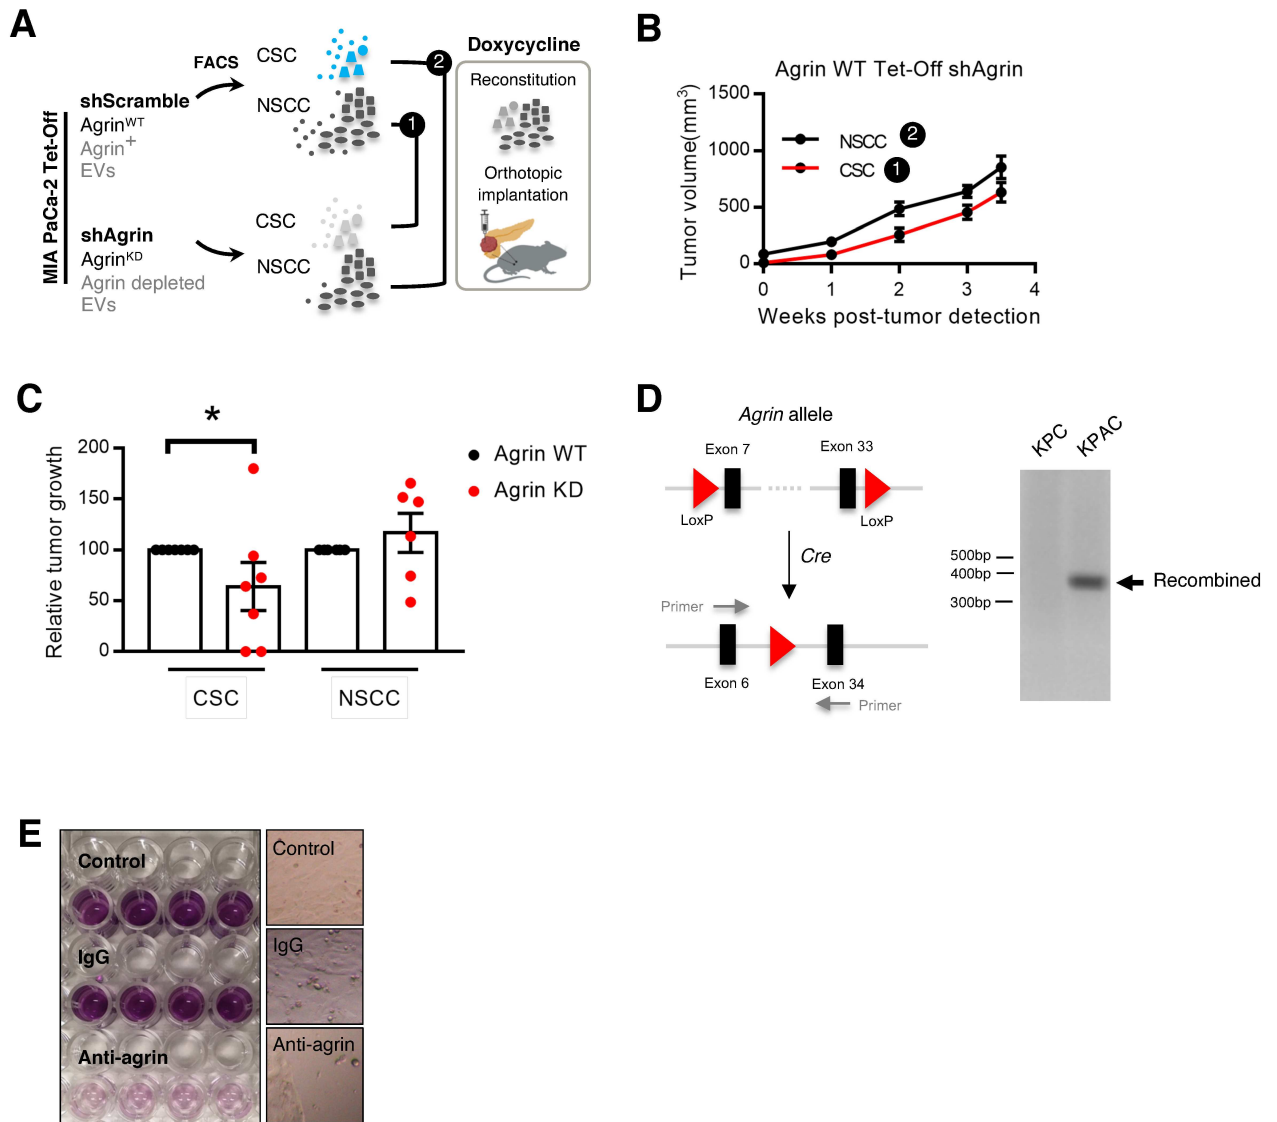 A
FACS
CSC
NSCC
shScramble
AgrinWT
Agrin+
EVs
MIA PaCa-2 Tet-Off
shAgrin
AgrinKD
Agrin depleted
EVs
CSC
NSCC
2
1
Doxycycline
Reconstitution
Orthotopic
implantation
B
Agrin WT Tet-Off shAgrin
Tumor volume(mm3)
1500
1000
500
0
NSCC 2
CSC 1
0 1 2 3 4
Weeks post-tumor detection
C
*
Relative tumor growth
200
150
100
50
0
Agrin WT
Agrin KD
CSC
NSCC
D
Agrin allele
Exon 7
Exon 33
LoxP
LoxP
Cre
Primer
Exon 6
Exon 34
Primer
KPC
KPAC
500bp
400bp
300bp
Recombined
E
Control
IgG
Anti-agrin
Control
IgG
Anti-agrin